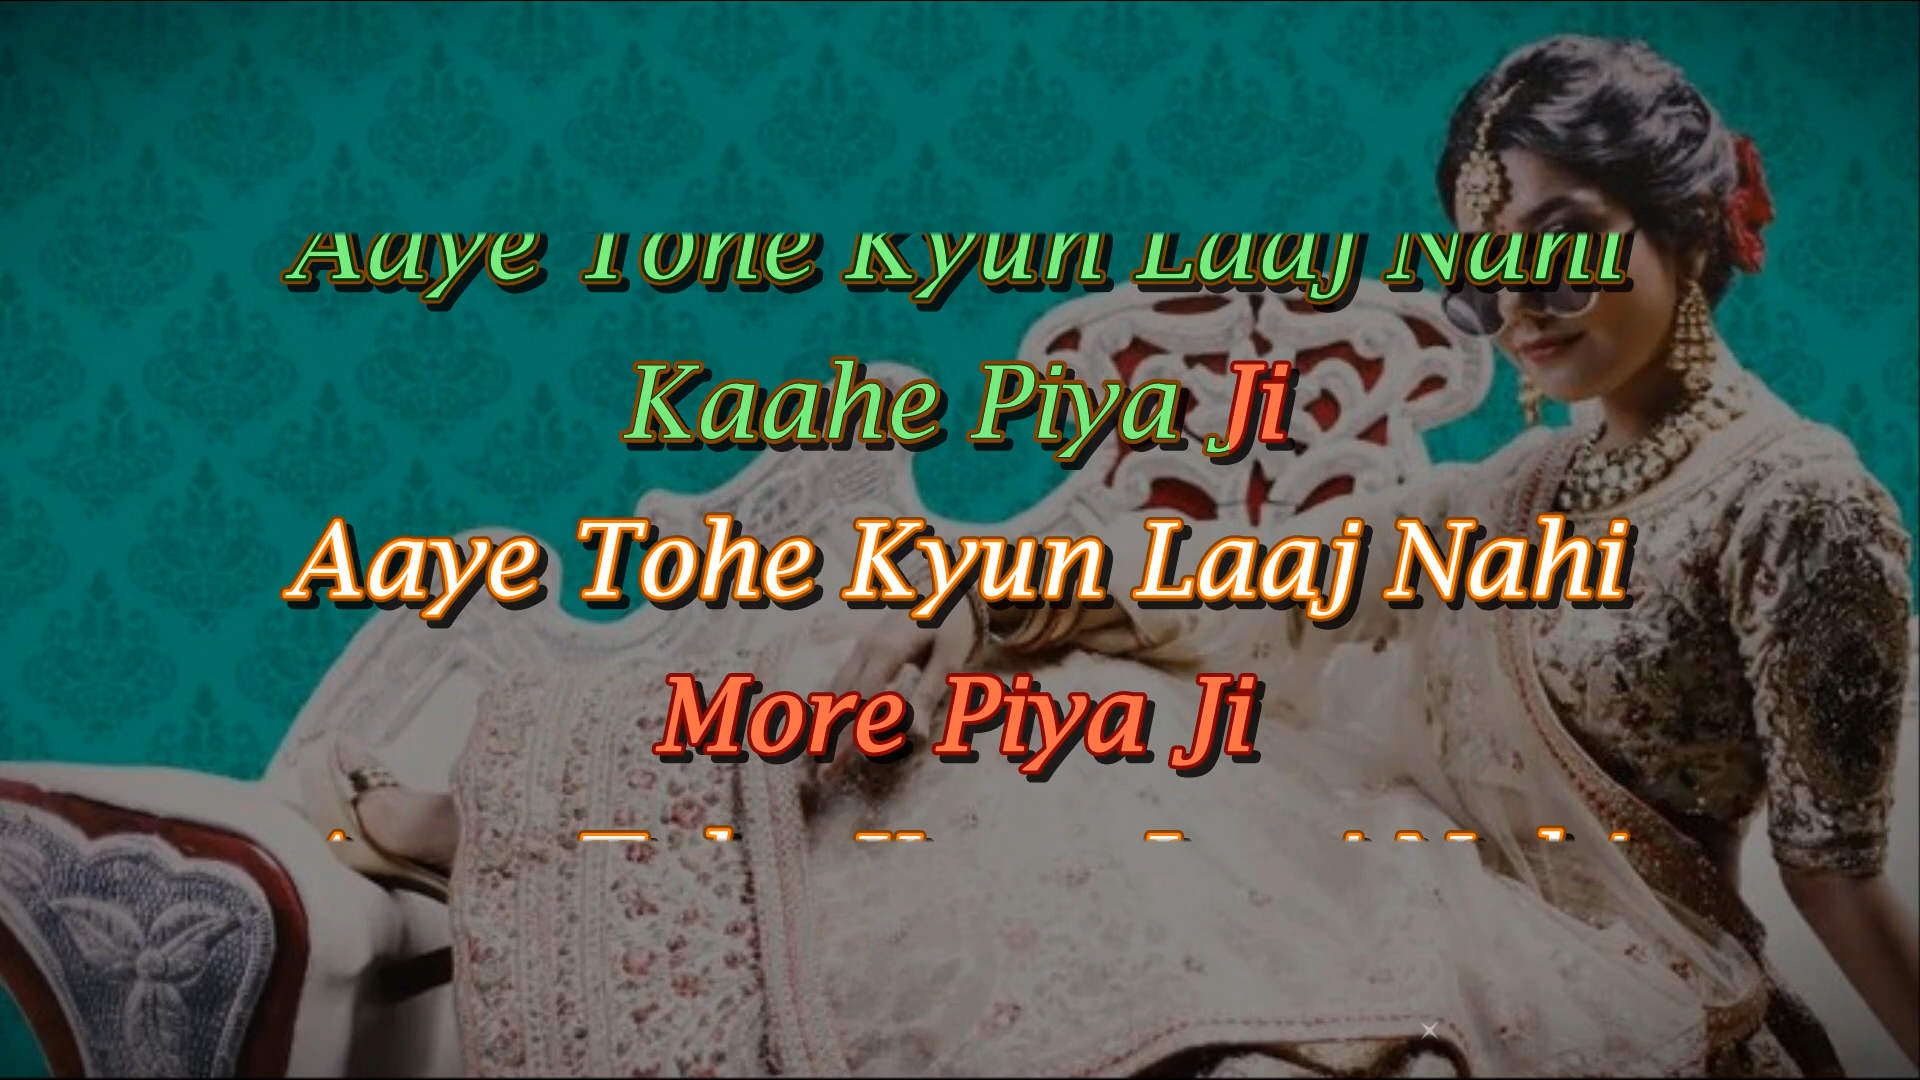 Aaye Tohe Kyun Laaj Nahi
Kaahe Piya Ji
Aaye Tohe Kyun Laaj Nahi
More Piya Ji